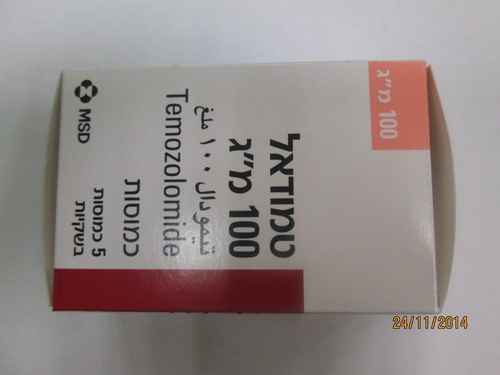 100 מ"ג
טמודאל
100 מ"ג
تيمودال ١٠٠ ملغ
Temozolomide
כמוסות
5 כמוסות
בשקיות
MSD
24/11/2014